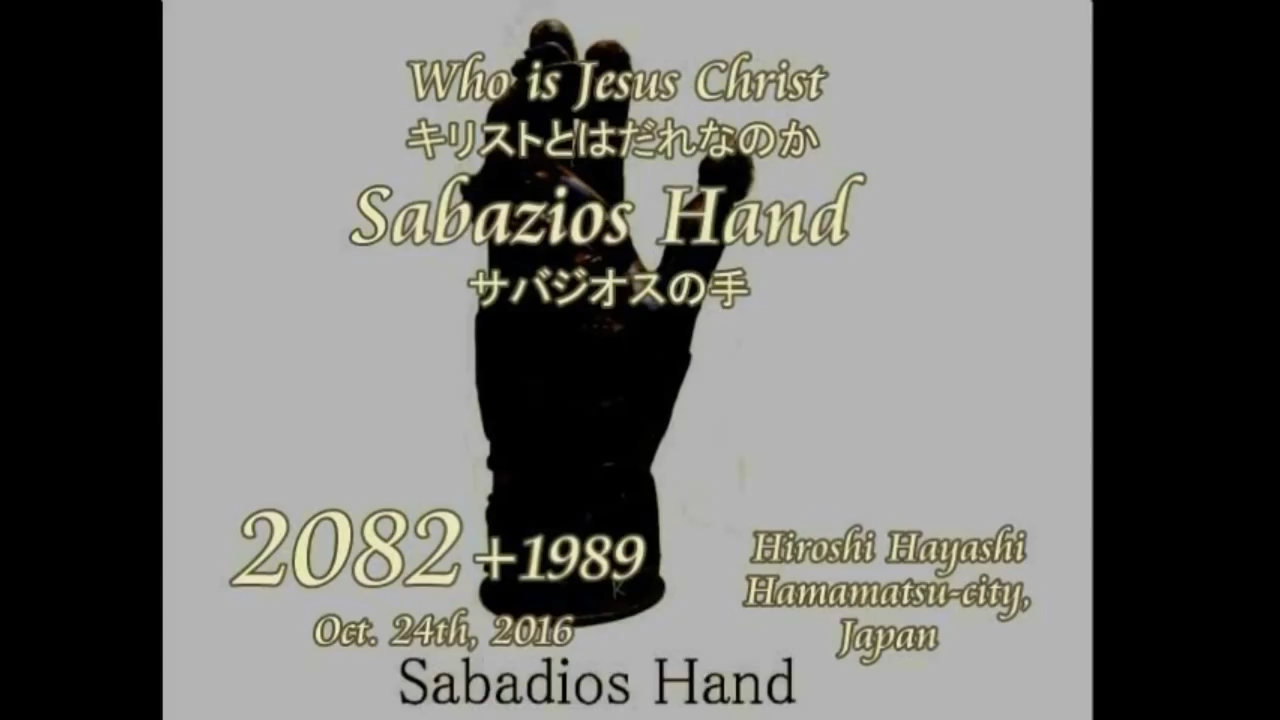 Who is Jesus Christ
キリストとはだれなのか
Sabazios Hand
サバジオスの手
2082+1989
K
Oct. 24th, 2016
Hiroshi Hayashi
Hamamatsu-city,
Japan
Sabadios Hand